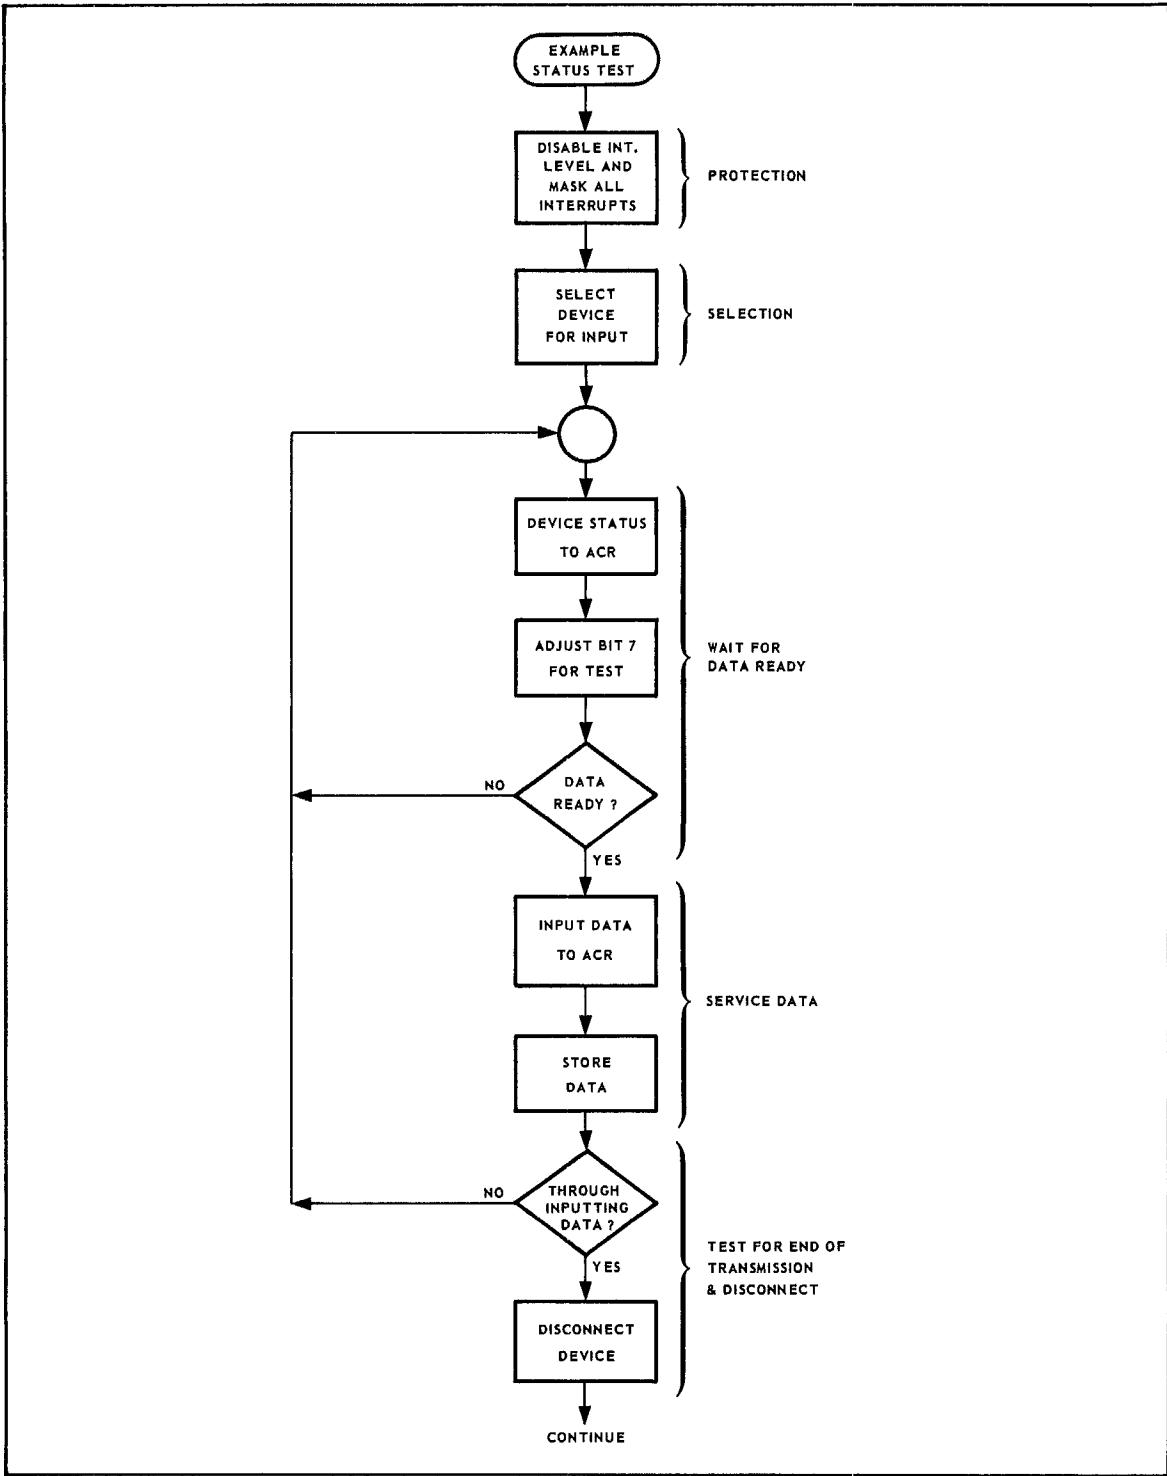 EXAMPLE
STATUS TEST
DISABLE INT.
LEVEL AND
MASK ALL
INTERRUPTS
PROTECTION
SELECT
DEVICE
FOR INPUT
SELECTION
DEVICE STATUS
TO ACR
ADJUST BIT 7
FOR TEST
WAIT FOR
DATA READY
DATA
READY ?
NO
YES
INPUT DATA
TO ACR
SERVICE DATA
STORE
DATA
THROUGH
INPUTTING
DATA ?
NO
YES
TEST FOR END OF
TRANSMISSION
& DISCONNECT
DISCONNECT
DEVICE
CONTINUE